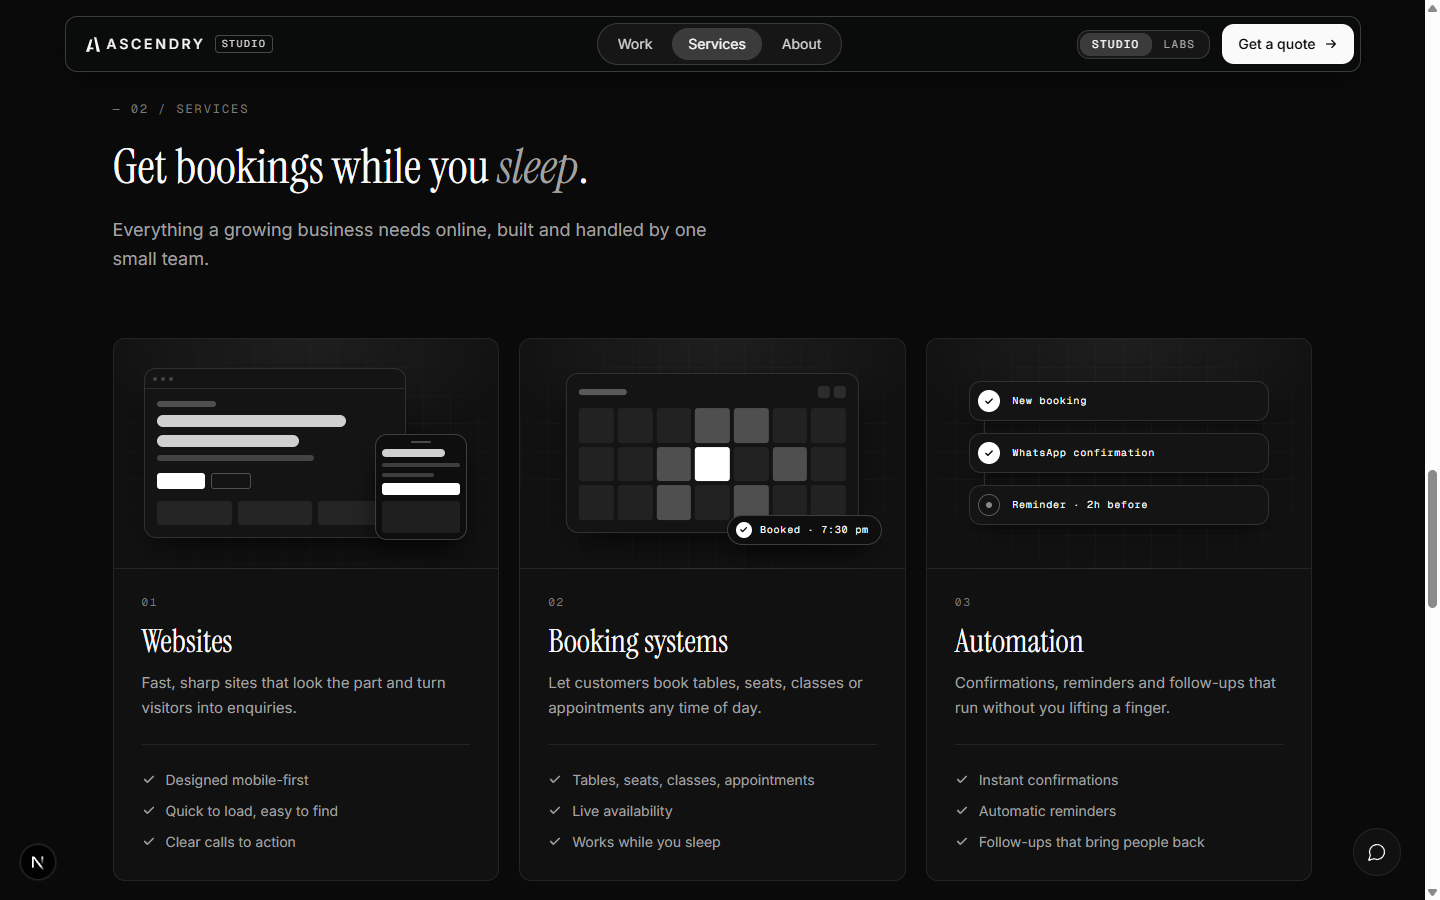 ASCENDRY STUDIO
Work Services About
STUDIO LABS
Get a quote →
— 02 / SERVICES
Get bookings while you sleep.
Everything a growing business needs online, built and handled by one
small team.
New booking
WhatsApp confirmation
Reminder · 2h before
Booked · 7:30 pm
01
Websites
Fast, sharp sites that look the part and turn
visitors into enquiries.
Designed mobile-first
Quick to load, easy to find
Clear calls to action
02
Booking systems
Let customers book tables, seats, classes or
appointments any time of day.
Tables, seats, classes, appointments
Live availability
Works while you sleep
03
Automation
Confirmations, reminders and follow-ups that
run without you lifting a finger.
Instant confirmations
Automatic reminders
Follow-ups that bring people back
N